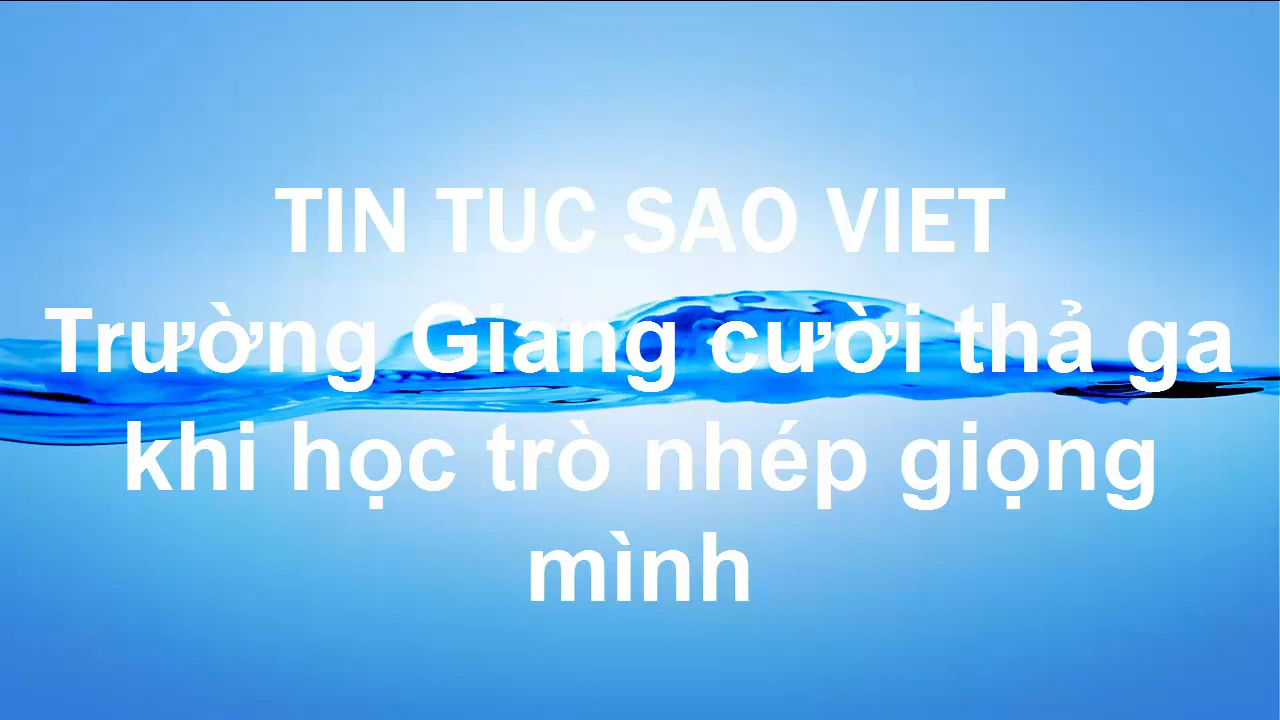 TIN TUC SAO VIET
Trường Giang cười thả ga
khi học trò nhép giọng
mình